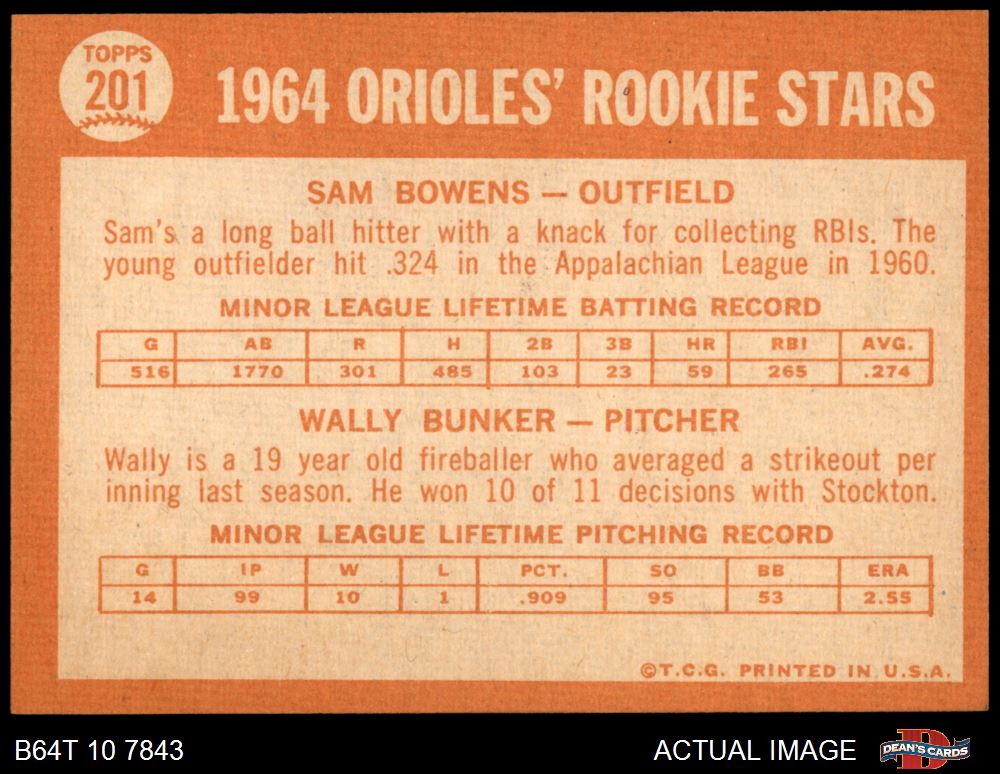 TOPPS
201
1964 ORIOLES' ROOKIE STARS
SAM BOWENS — OUTFIELD
Sam's a long ball hitter with a knack for collecting RBIs. The
young outfielder hit .324 in the Appalachian League in 1960.
MINOR LEAGUE LIFETIME BATTING RECORD
G AB R H 2B 3B HR RBI AVG.
516 1770 301 485 103 23 59 265 .274
WALLY BUNKER — PITCHER
Wally is a 19 year old fireballer who averaged a strikeout per
inning last season. He won 10 of 11 decisions with Stockton.
MINOR LEAGUE LIFETIME PITCHING RECORD
G IP W L PCT. SO BB ERA
14 99 10 1 .909 95 53 2.55
©T.C.G. PRINTED IN U.S.A.
B64T 10 7843 ACTUAL IMAGE DEAN'S CARDS